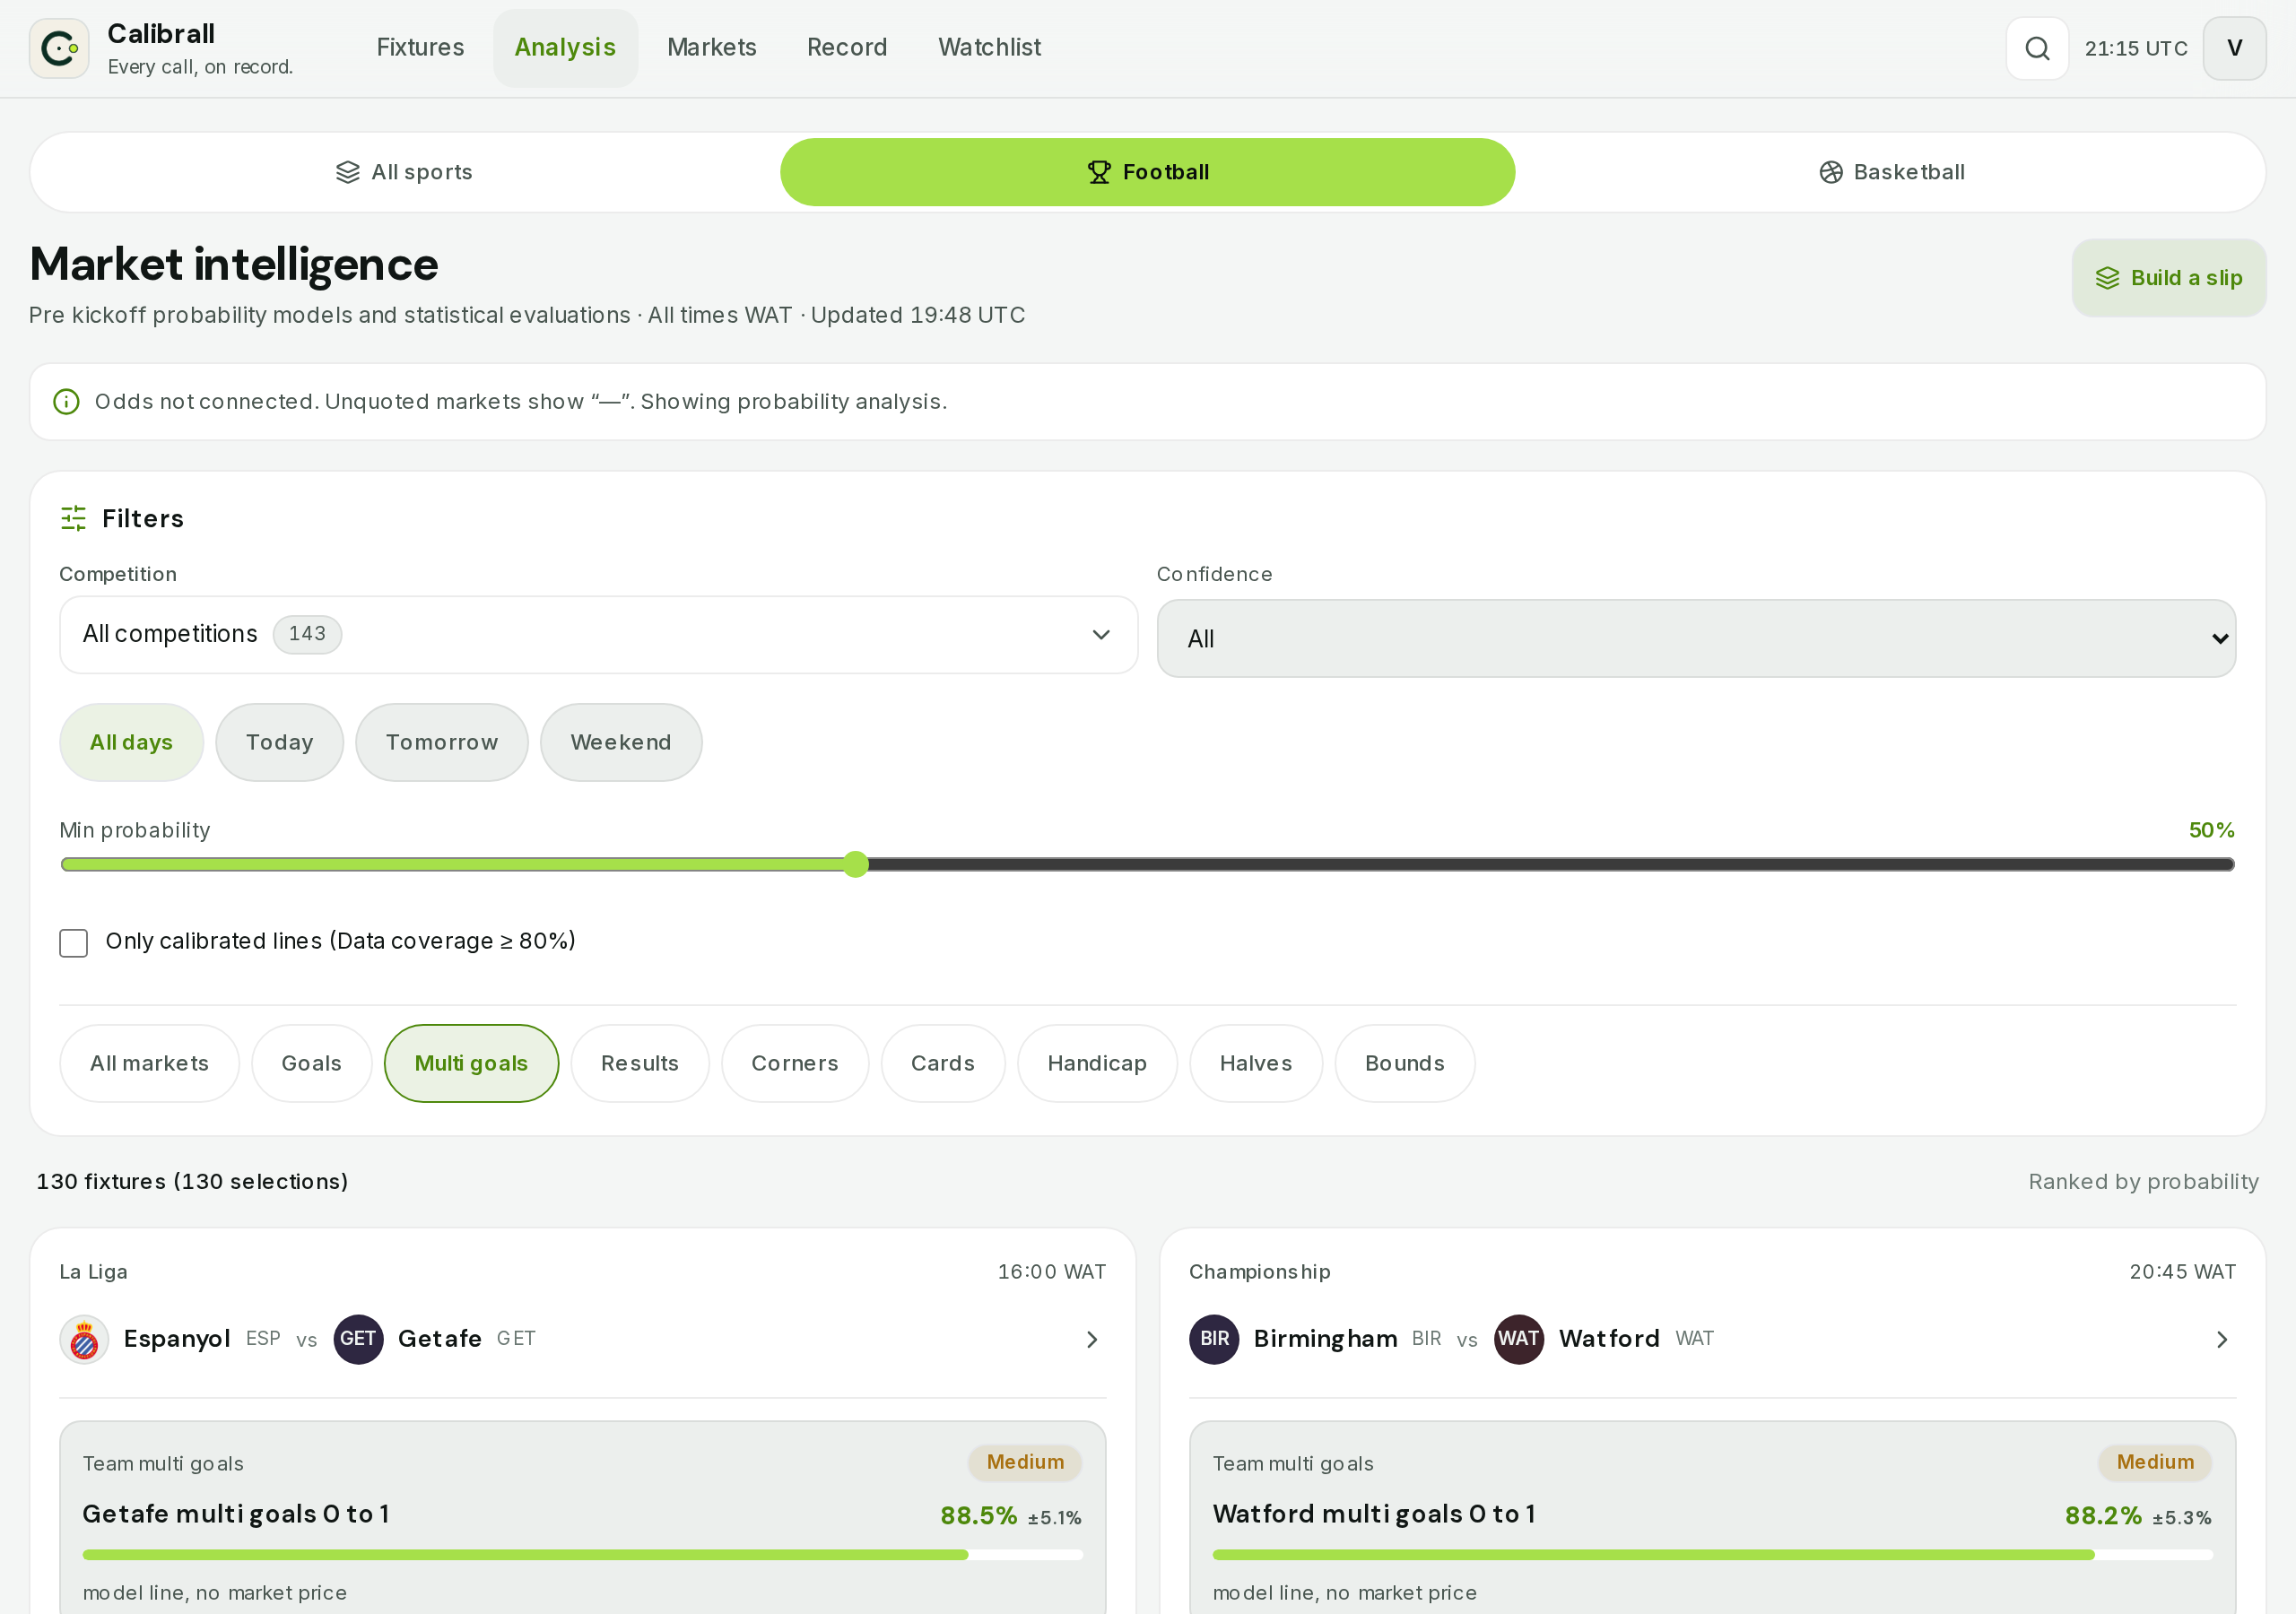 Calibrall
Every call, on record.
Fixtures Analysis Markets Record Watchlist
21:15 UTC V
All sports Football Basketball
Market intelligence
Build a slip
Pre kickoff probability models and statistical evaluations · All times WAT · Updated 19:48 UTC
Odds not connected. Unquoted markets show “—”. Showing probability analysis.
Filters
Competition Confidence
All competitions 143 All
All days Today Tomorrow Weekend
Min probability 50%
Only calibrated lines (Data coverage ≥ 80%)
All markets Goals Multi goals Results Corners Cards Handicap Halves Bounds
130 fixtures (130 selections) Ranked by probability
La Liga 16:00 WAT
Espanyol ESP vs GET Getafe GET
Team multi goals Medium
Getafe multi goals 0 to 1 88.5% ±5.1%
model line, no market price
Championship 20:45 WAT
BIR Birmingham BIR vs WAT Watford WAT
Team multi goals Medium
Watford multi goals 0 to 1 88.2% ±5.3%
model line, no market price